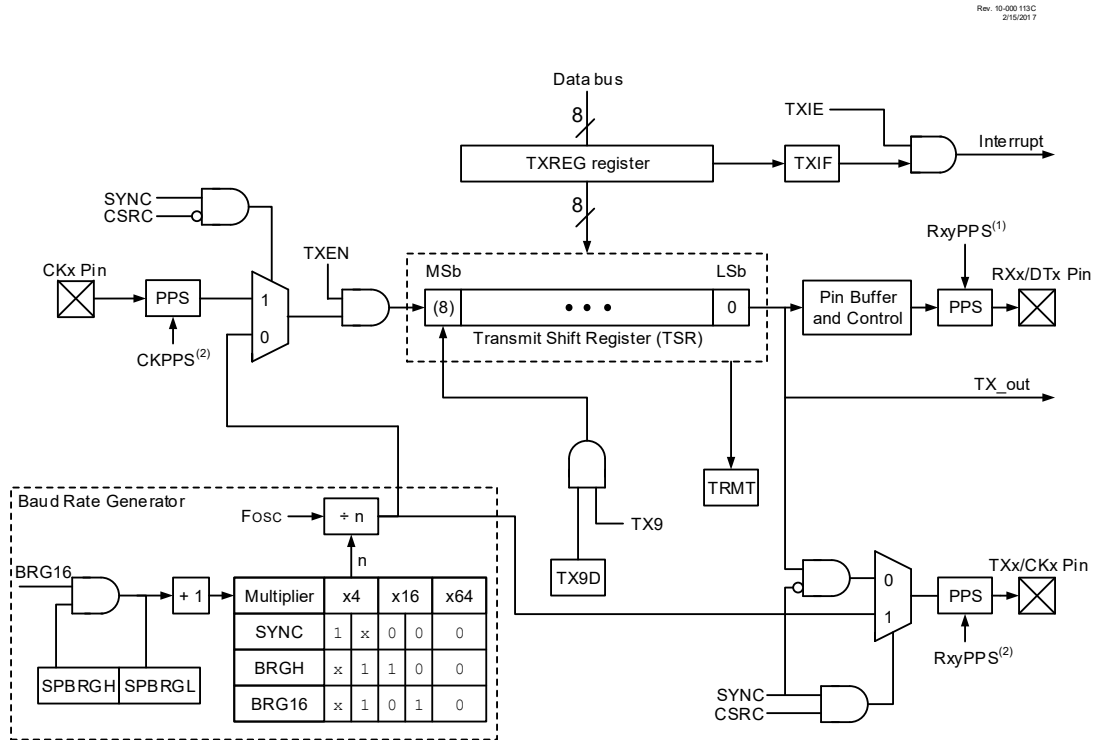 Rev. 10-000 113C
2/15/201 7
Data bus
8
TXIE
Interrupt
TXREG register
TXIF
SYNC
CSRC
8
RxyPPS(1)
TXEN
CKx Pin
MSb
LSb
RXx/DTx Pin
PPS
1
(8)
• • •
0
Pin Buffer
and Control
PPS
0
Transmit Shift Register (TSR)
CKPPS(2)
TX_out
TRMT
Baud Rate Generator
FOSC
÷ n
TX9
n
BRG16
TX9D
TXx/CKx Pin
+ 1
Multiplier x4 x16 x64
0
PPS
SYNC 1 x 0 0 0
1
BRGH x 1 1 0 0
RxyPPS(2)
SPBRGH SPBRGL
BRG16 x 1 0 1 0
SYNC
CSRC